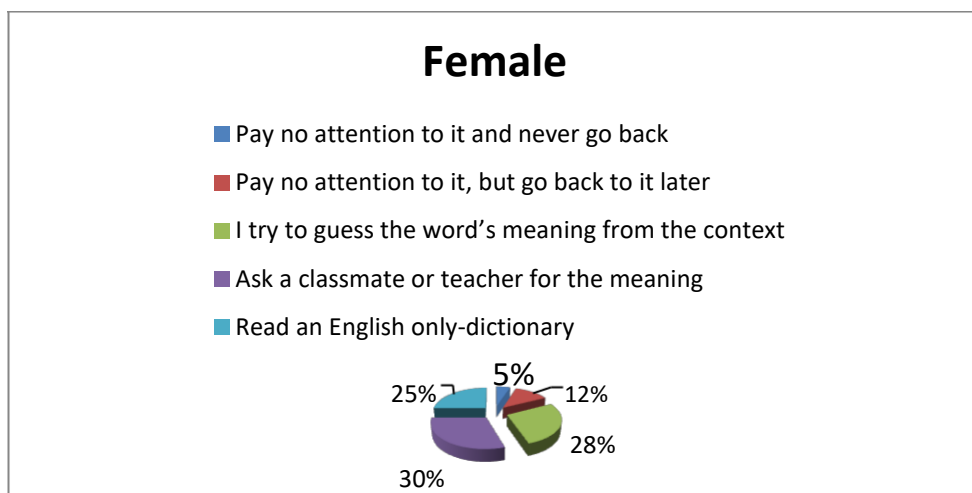 Female
Pay no attention to it and never go back
Pay no attention to it, but go back to it later
I try to guess the word’s meaning from the context
Ask a classmate or teacher for the meaning
Read an English only-dictionary
5%
25%
12%
28%
30%